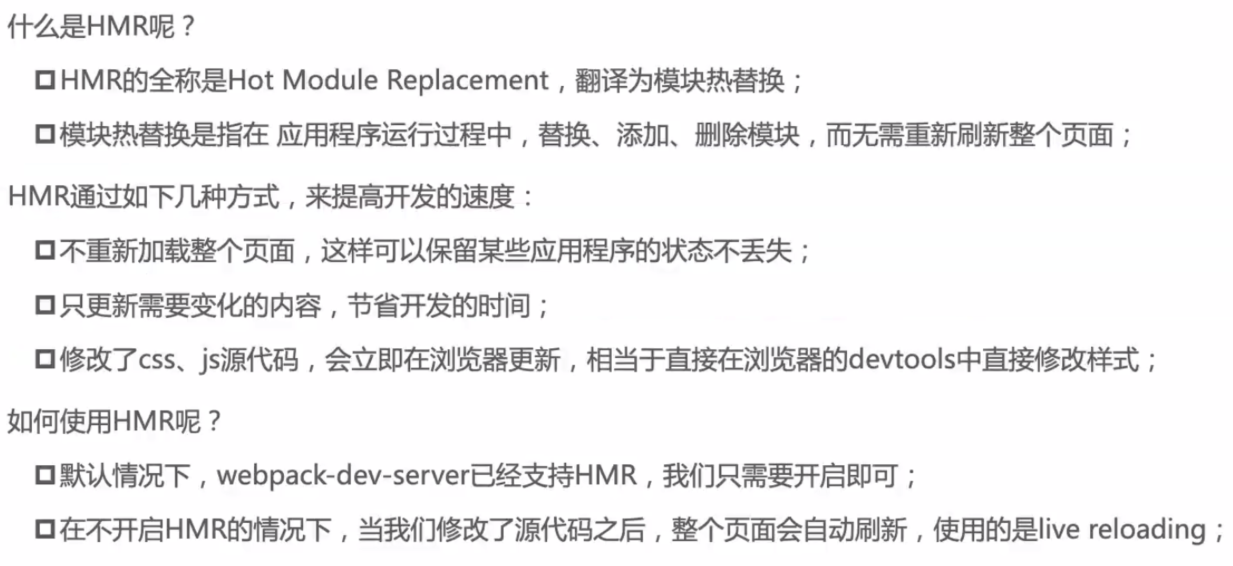 什么是HMR呢？
HMR的全称是Hot Module Replacement，翻译为模块热替换；
模块热替换是指在 应用程序运行过程中，替换、添加、删除模块，而无需重新刷新整个页面；
HMR通过如下几种方式，来提高开发的速度：
不重新加载整个页面，这样可以保留某些应用程序的状态不丢失；
只更新需要变化的内容，节省开发的时间；
修改了css、js源代码，会立即在浏览器更新，相当于直接在浏览器的devtools中直接修改样式；
如何使用HMR呢？
默认情况下，webpack-dev-server已经支持HMR，我们只需要开启即可；
在不开启HMR的情况下，当我们修改了源代码之后，整个页面会自动刷新，使用的是live reloading；